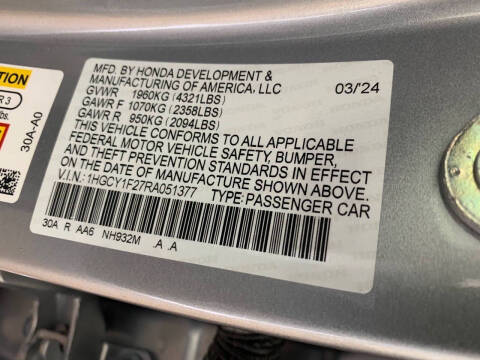 MFD. BY HONDA DEVELOPMENT &
MANUFACTURING OF AMERICA, LLC 03/'24
GVWR 1960KG (4321LBS)
GAWR F 1070KG (2358LBS)
GAWR R 950KG (2094LBS)
THIS VEHICLE CONFORMS TO ALL APPLICABLE
FEDERAL MOTOR VEHICLE SAFETY, BUMPER,
AND THEFT PREVENTION STANDARDS IN EFFECT
ON THE DATE OF MANUFACTURE SHOWN ABOVE.
V.I.N.:1HGCY1F27RA051377 TYPE:PASSENGER CAR
30A R AA6 NH932M .A .A
TION
R 3
30A-A0